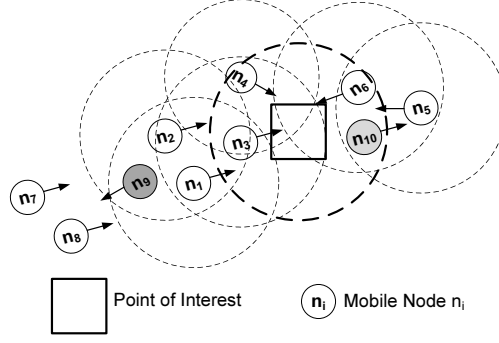 n4
n6
n5
n2
n3
n10
n9
n1
n7
n8
Point of Interest
ni
Mobile Node ni